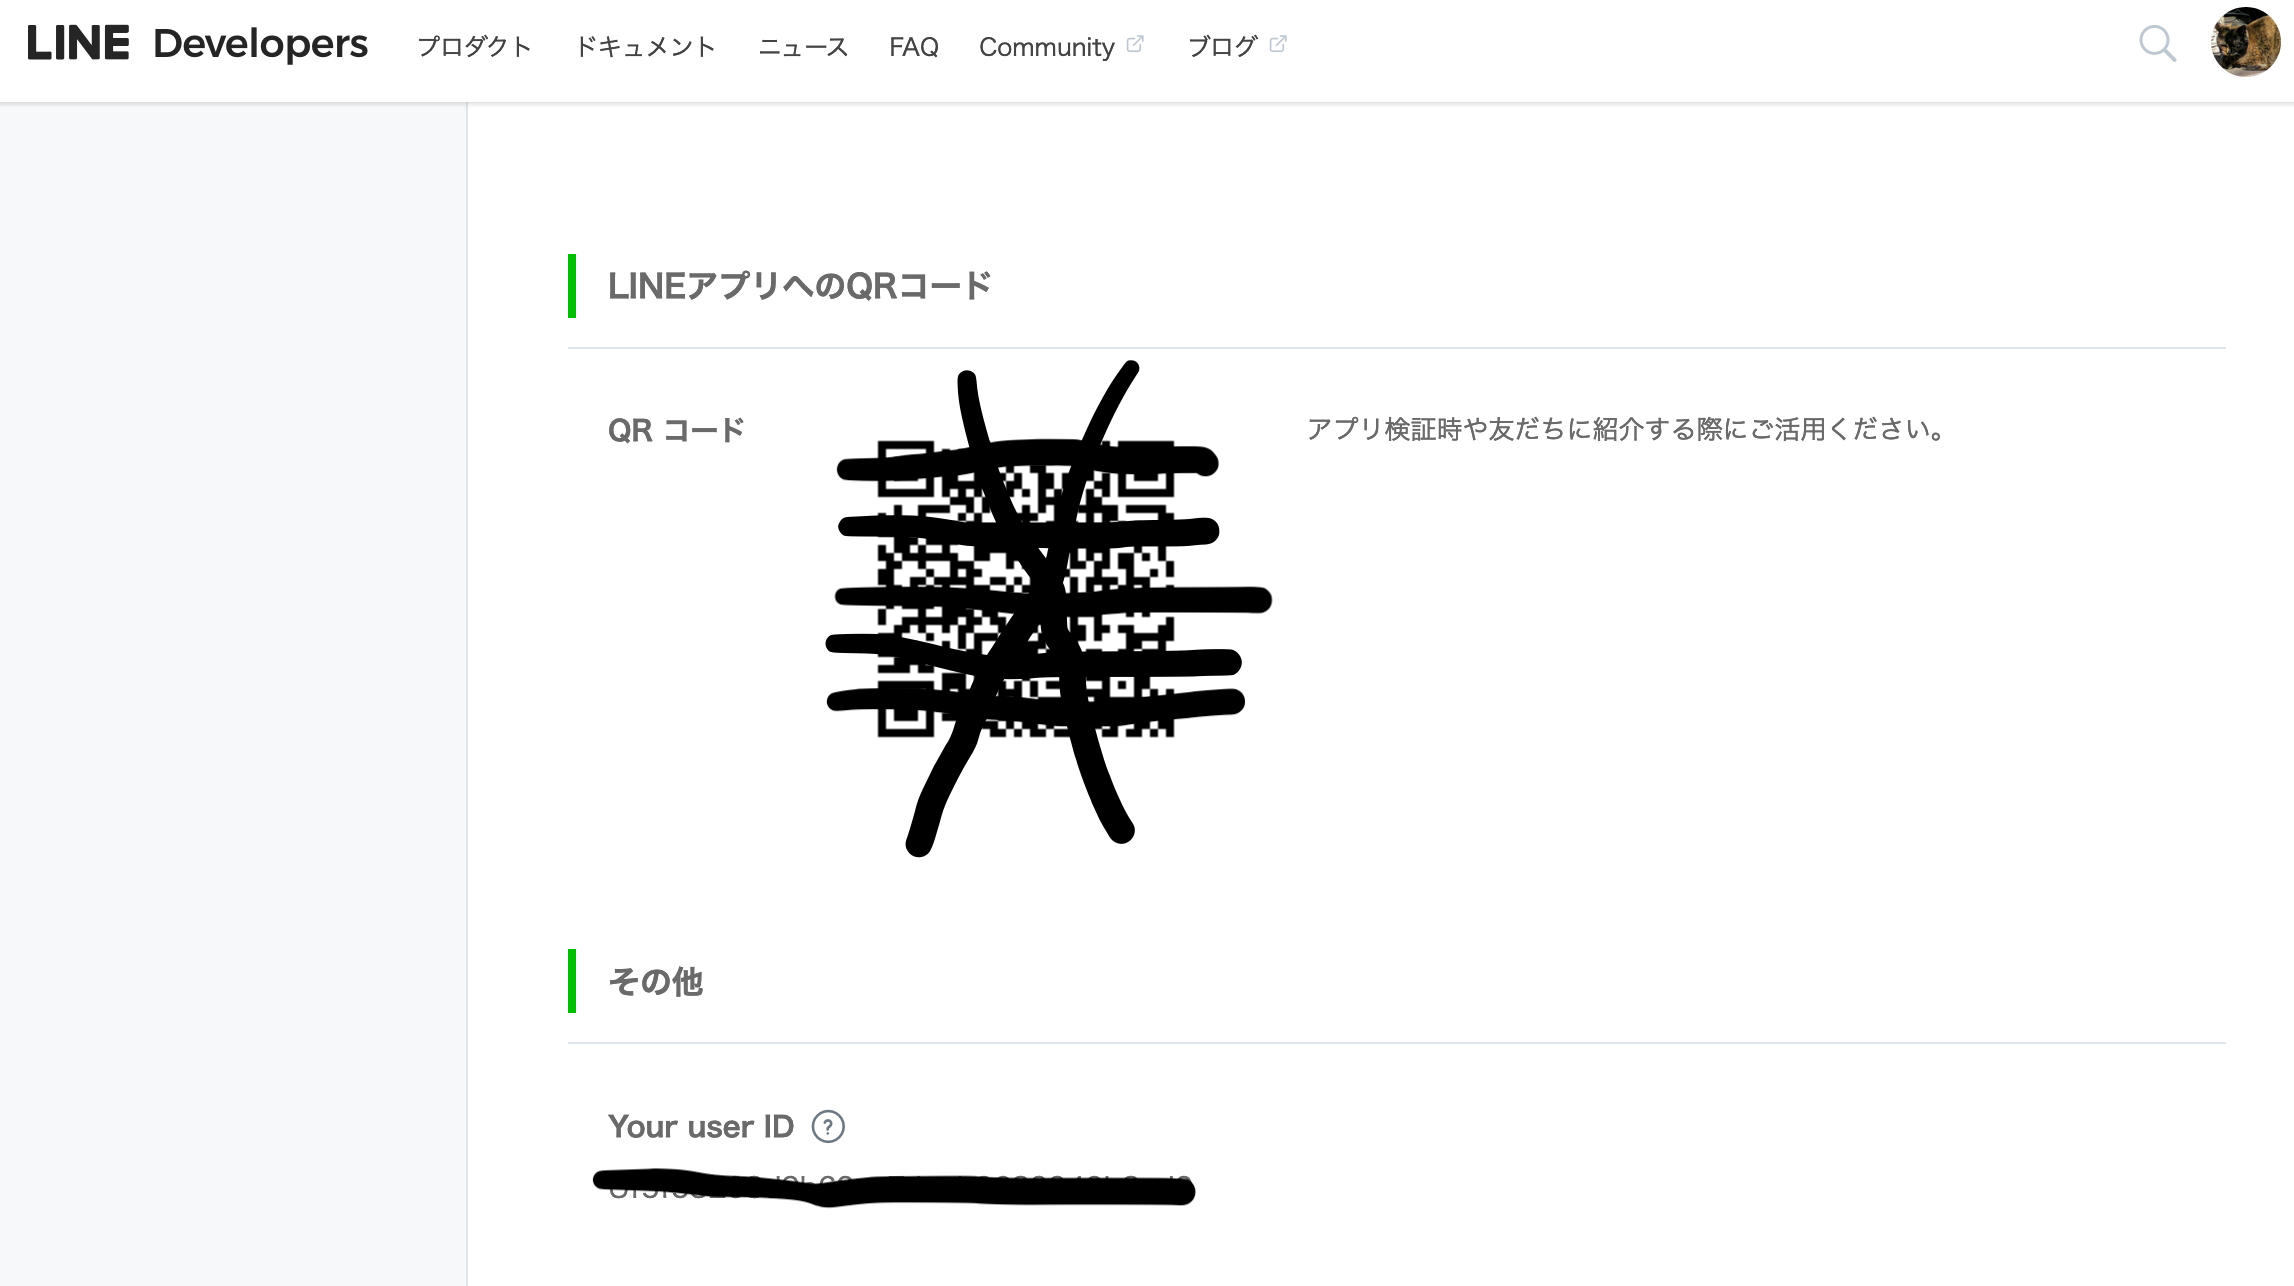 LINE Developers プロダクト ドキュメント ニュース FAQ Community ブログ
LINEアプリへのQRコード
QR コード
アプリ検証時や友だちに紹介する際にご活用ください。
その他
Your user ID ?